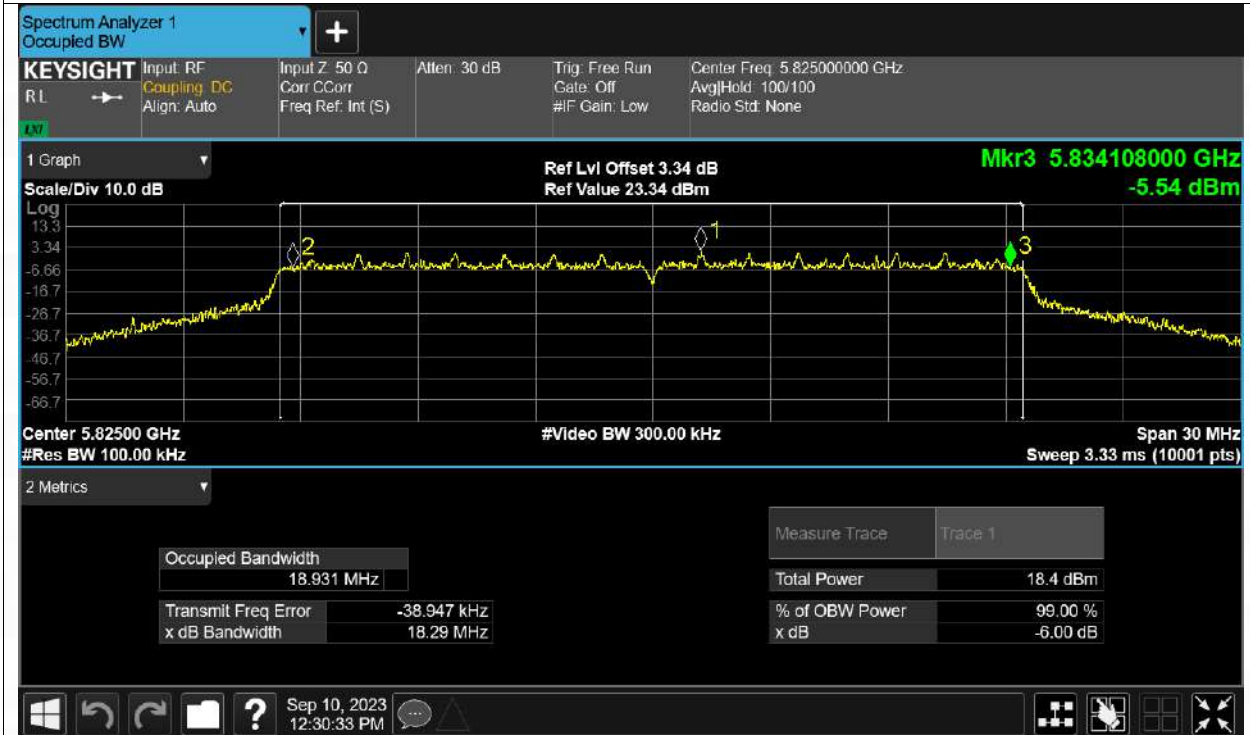 Spectrum Analyzer 1
Occupied BW
+
KEYSIGHT
RL
LXI
Input: RF
Coupling: DC
Align: Auto
Input Z: 50 Ω
Corr CCorr
Freq Ref: Int (S)
Atten: 30 dB
Trig: Free Run
Gate: Off
#IF Gain: Low
Center Freq: 5.825000000 GHz
Avg|Hold: 100/100
Radio Std: None
1 Graph
Scale/Div 10.0 dB
Ref Lvl Offset 3.34 dB
Ref Value 23.34 dBm
Mkr3 5.834108000 GHz
-5.54 dBm
Log
13.3
3.34
-6.66
-16.7
-26.7
-36.7
-46.7
-56.7
-66.7
2
1
3
Center 5.82500 GHz
#Res BW 100.00 kHz
#Video BW 300.00 kHz
Span 30 MHz
Sweep 3.33 ms (10001 pts)
2 Metrics
Measure Trace Trace 1
Occupied Bandwidth
18.931 MHz
Total Power 18.4 dBm
Transmit Freq Error -38.947 kHz
% of OBW Power 99.00 %
x dB Bandwidth 18.29 MHz
x dB -6.00 dB
?
Sep 10, 2023
12:30:33 PM